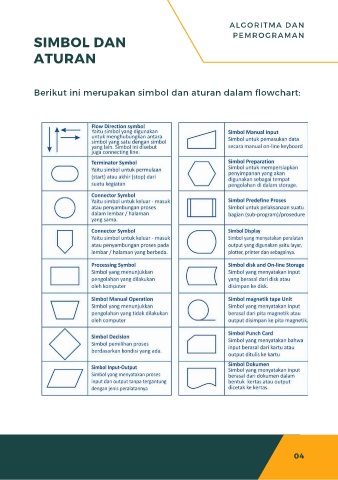 ALGORITMA DAN
PEMROGRAMAN
SIMBOL DAN
ATURAN
Berikut ini merupakan simbol dan aturan dalam flowchart:
Flow Direction symbol
Yaitu simbol yang digunakan
untuk menghubungkan antara
simbol yang satu dengan simbol
yang lain. Simbol ini disebut
juga connecting line.
Terminator Symbol
Yaitu simbol untuk permulaan
(start) atau akhir (stop) dari
suatu kegiatan
Connector Symbol
Yaitu simbol untuk keluar - masuk
atau penyambungan proses
dalam lembar / halaman
yang sama.
Connector Symbol
Yaitu simbol untuk keluar - masuk
atau penyambungan proses pada
lembar / halaman yang berbeda.
Processing Symbol
Simbol yang menunjukkan
pengolahan yang dilakukan
oleh komputer
Simbol Manual Operation
Simbol yang menunjukkan
pengolahan yang tidak dilakukan
oleh computer
Simbol Decision
Simbol pemilihan proses
berdasarkan kondisi yang ada.
Simbol Input-Output
Simbol yang menyatakan proses
input dan output tanpa tergantung
dengan jenis peralatannya
Simbol Manual Input
Simbol untuk pemasukan data
secara manual on-line keyboard
Simbol Preparation
Simbol untuk mempersiapkan
penyimpanan yang akan
digunakan sebagai tempat
pengolahan di dalam storage.
Simbol Predefine Proses
Simbol untuk pelaksanaan suatu
bagian (sub-program)/prosedure
Simbol Display
Simbol yang menyatakan peralatan
output yang digunakan yaitu layar,
plotter, printer dan sebagainya.
Simbol disk and On-line Storage
Simbol yang menyatakan input
yang berasal dari disk atau
disimpan ke disk.
Simbol magnetik tape Unit
Simbol yang menyatakan input
berasal dari pita magnetik atau
output disimpan ke pita magnetik.
Simbol Punch Card
Simbol yang menyatakan bahwa
input berasal dari kartu atau
output ditulis ke kartu
Simbol Dokumen
Simbol yang menyatakan input
berasal dari dokumen dalam
bentuk kertas atau output
dicetak ke kertas.
04